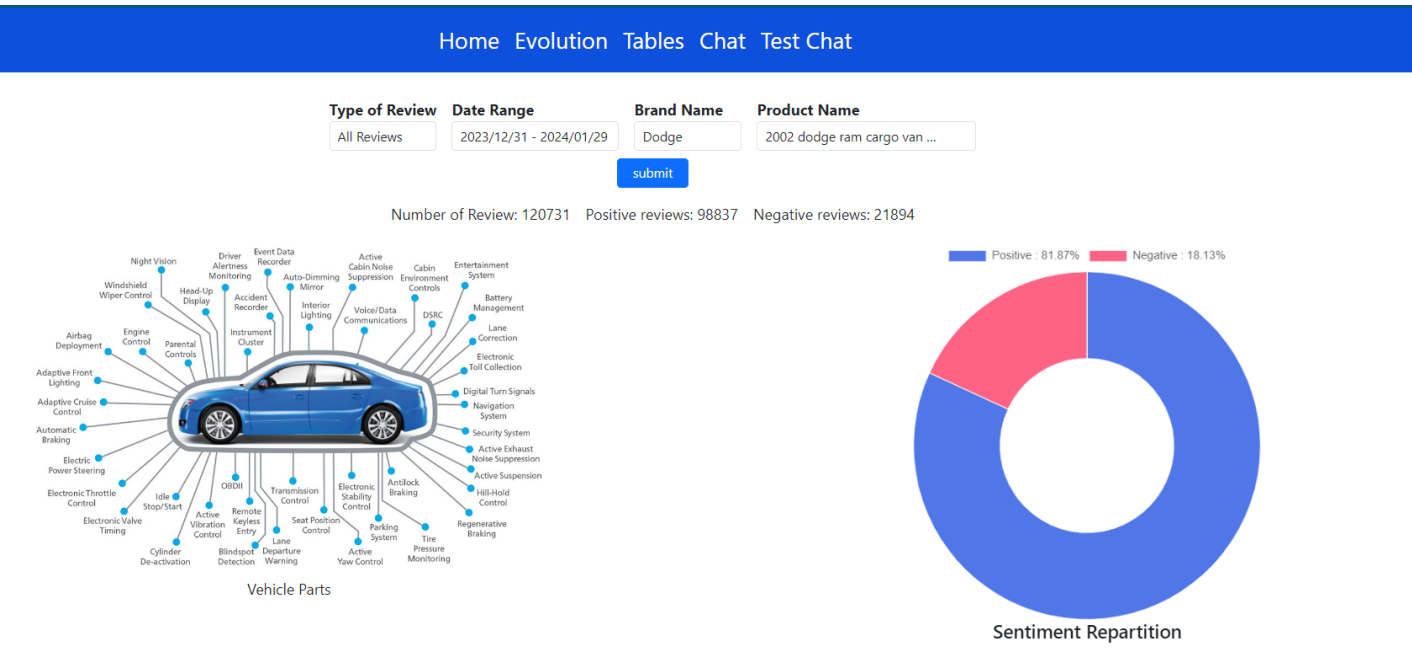 Home Evolution Tables Chat Test Chat
Type of Review Date Range Brand Name Product Name
All Reviews 2023/12/31 - 2024/01/29 Dodge 2002 dodge ram cargo van ...
submit
Number of Review: 120731 Positive reviews: 98837 Negative reviews: 21894
Night Vision
Driver
Alertness
Monitoring
Event Data
Recorder
Active
Cabin Noise
Suppression
Cabin
Environment
Controls
Entertainment
System
Windshield
Wiper Control
Head-Up
Display
Accident
Recorder
Auto-Dimming
Mirror
Interior
Lighting
Voice/Data
Communications
DSRC
Battery
Management
Lane
Correction
Airbag
Deployment
Engine
Control
Parental
Controls
Instrument
Cluster
Electronic
Toll Collection
Adaptive Front
Lighting
Digital Turn Signals
Adaptive Cruise
Control
Navigation
System
Automatic
Braking
Security System
Electric
Power Steering
Active Exhaust
Noise Suppression
Active Suspension
Electronic Throttle
Control
Idle
Stop/Start
OBDII
Transmission
Control
Electronic
Stability
Control
Antilock
Braking
Hill-Hold
Control
Electronic Valve
Timing
Active
Vibration
Control
Remote
Keyless
Entry
Seat Position
Control
Parking
System
Regenerative
Braking
Cylinder
De-activation
Blindspot
Detection
Lane
Departure
Warning
Active
Yaw Control
Tire
Pressure
Monitoring
Vehicle Parts
Positive : 81.87% Negative : 18.13%
Sentiment Repartition